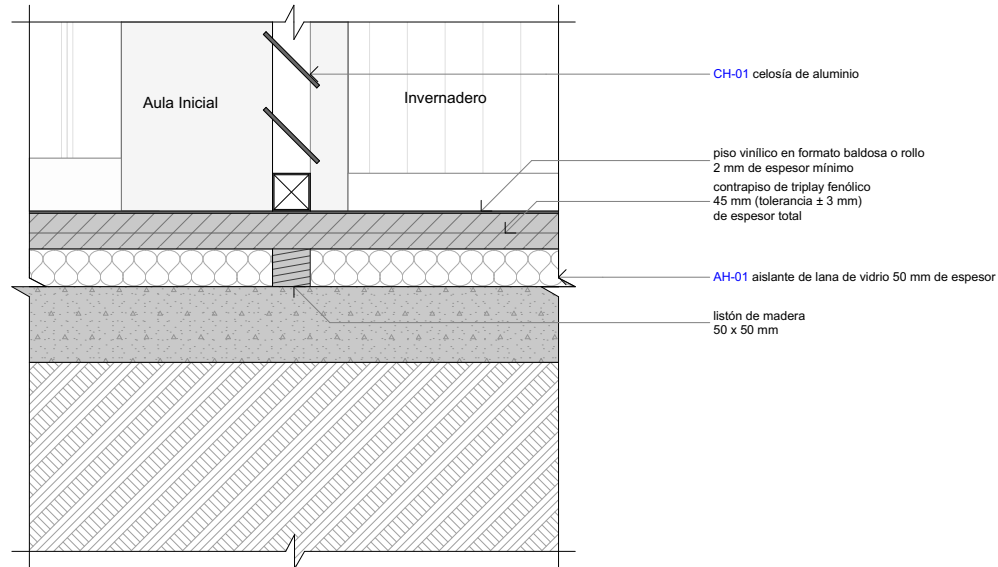 CH-01 celosía de aluminio
Aula Inicial
Invernadero
piso vinílico en formato baldosa o rollo
2 mm de espesor mínimo
contrapiso de triplay fenólico
45 mm (tolerancia ± 3 mm)
de espesor total
AH-01 aislante de lana de vidrio 50 mm de espesor
listón de madera
50 x 50 mm